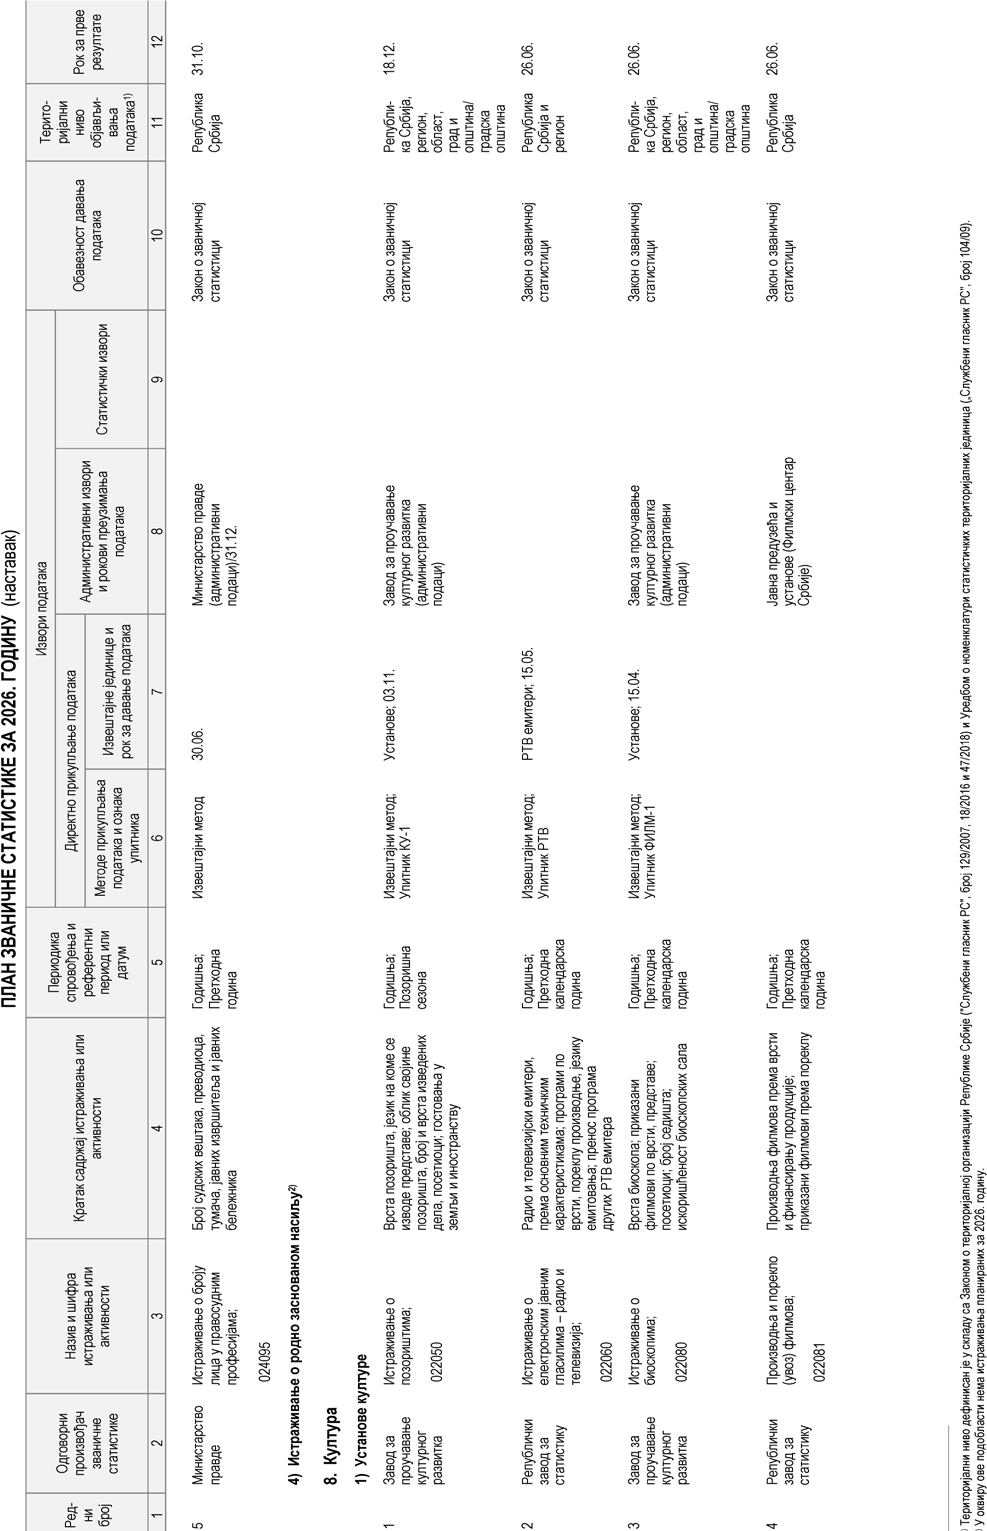 ПЛАН ЗВАНИЧНЕ СТАТИСТИКЕ ЗА 2026. ГОДИНУ (наставак)
Ред-
ни
број
Одговорни
произвођач
званичне
статистике
Назив и шифра
истраживања или
активности
Кратак садржај истраживања или
активности
Периодика
спровођења и
референтни
период или
датум
Извори података
Директно прикупљање података
Методе прикупљања
података и ознака
упитника
Извештајне јединице и
рок за давање података
Административни извори
и рокови преузимања
података
Статистички извори
Обавезност давања
података
Терито-
ријални
ниво
објављи-
вања
података1)
Рок за прве
резултате
1 2 3 4 5 6 7 8 9 10 11 12
5
Министарство
правде
Истраживање о броју
лица у правосудним
професијама;
024095
Број судских вештака, преводиоца,
тумача, јавних извршитеља и јавних
бележника
Годишња;
Претходна
година
Извештајни метод
30.06.
Министарство правде
(административни
подаци)/31.12.
Закон о званичној
статистици
Република
Србија
31.10.
4) Истраживање о родно заснованом насиљу2)
8. Култура
1) Установе културе
1
Завод за
проучавање
културног
развитка
Истраживање о
позориштима;
022050
Врста позоришта, језик на коме се
изводе представе; облик својине
позоришта, број и врста изведених
дела, посетиоци; гостовања у
земљи и иностранству
Годишња;
Позоришна
сезона
Извештајни метод;
Упитник КУ-1
Установе; 03.11.
Завод за проучавање
културног развитка
(административни
подаци)
Закон о званичној
статистици
Републи-
ка Србија,
регион,
област,
град и
општина/
градска
општина
18.12.
2
Републички
завод за
статистику
Истраживање о
електронским јавним
гласилима – радио и
телевизија;
022060
Радио и телевизијски емитери,
према основним техничким
карактеристикама; програми по
врсти, пореклу производње, језику
емитовања; пренос програма
других РТВ емитера
Годишња;
Претходна
календарска
година
Извештајни метод;
Упитник РТВ
РТВ емитери; 15.05.
Закон о званичној
статистици
Република
Србија и
регион
26.06.
3
Завод за
проучавање
културног
развитка
Истраживање о
биоскопима;
022080
Врста биоскопа; приказани
филмови по врсти, представе;
посетиоци; број седишта;
искоришћеност биоскопских сала
Годишња;
Претходна
календарска
година
Извештајни метод;
Упитник ФИЛМ-1
Установе; 15.04.
Завод за проучавање
културног развитка
(административни
подаци)
Закон о званичној
статистици
Републи-
ка Србија,
регион,
област,
град и
општина/
градска
општина
26.06.
4
Републички
завод за
статистику
Производња и порекло
(увоз) филмова;
022081
Производња филмова према врсти
и финансирању продукције;
приказани филмови према пореклу
Годишња;
Претходна
календарска
година
Јавна предузећа и
установе (Филмски центар
Србије)
Закон о званичној
статистици
Република
Србија
26.06.
) Територијални ниво дефинисан је у складу са Законом о територијалној организацији Републике Србије ("Службени гласник РС", број 129/2007, 18/2016 и 47/2018) и Уредбом о номенклатури статистичких територијалних јединица („Службени гласник РС", број 104/09).
) У оквиру ове подобласти нема истраживања планираних за 2026. годину.